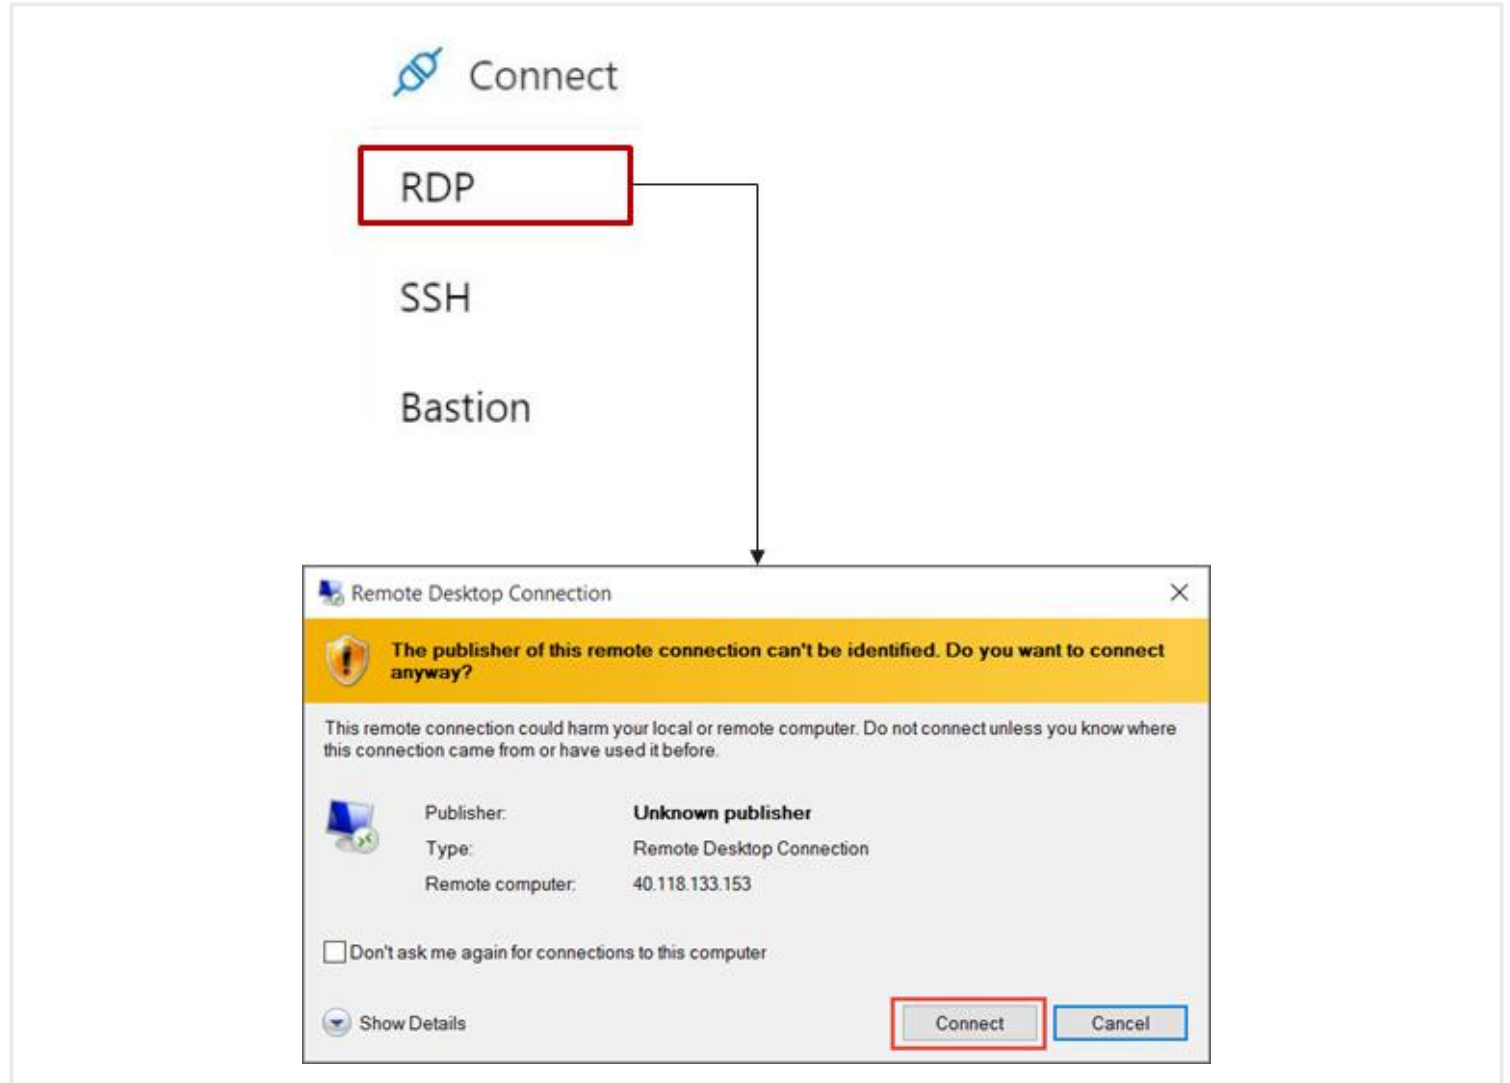 Connect
RDP
SSH
Bastion
Remote Desktop Connection
The publisher of this remote connection can't be identified. Do you want to connect
anyway?
This remote connection could harm your local or remote computer. Do not connect unless you know where
this connection came from or have used it before.
Publisher: Unknown publisher
Type: Remote Desktop Connection
Remote computer: 40.118.133.153
Don't ask me again for connections to this computer
Show Details Connect Cancel